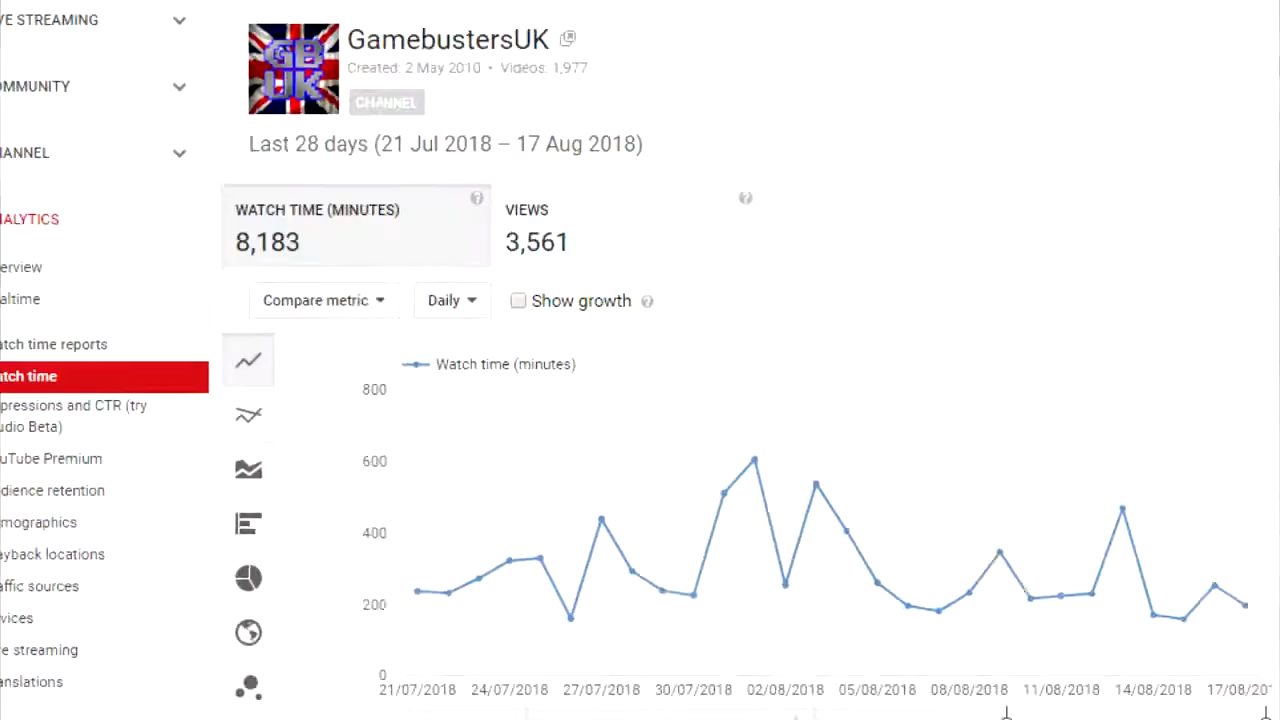 VE STREAMING
OMMUNITY
HANNEL
NALYTICS
erview
altime
atch time reports
atch time
pressions and CTR (try
udio Beta)
uTube Premium
dience retention
mographics
ayback locations
affic sources
vices
e streaming
anslations
GB
UK
GamebustersUK
Created: 2 May 2010 • Videos: 1,977
CHANNEL
Last 28 days (21 Jul 2018 – 17 Aug 2018)
WATCH TIME (MINUTES) ?
8,183
VIEWS ?
3,561
Compare metric Daily Show growth ?
Watch time (minutes)
800
600
400
200
0
21/07/2018 24/07/2018 27/07/2018 30/07/2018 02/08/2018 05/08/2018 08/08/2018 11/08/2018 14/08/2018 17/08/20